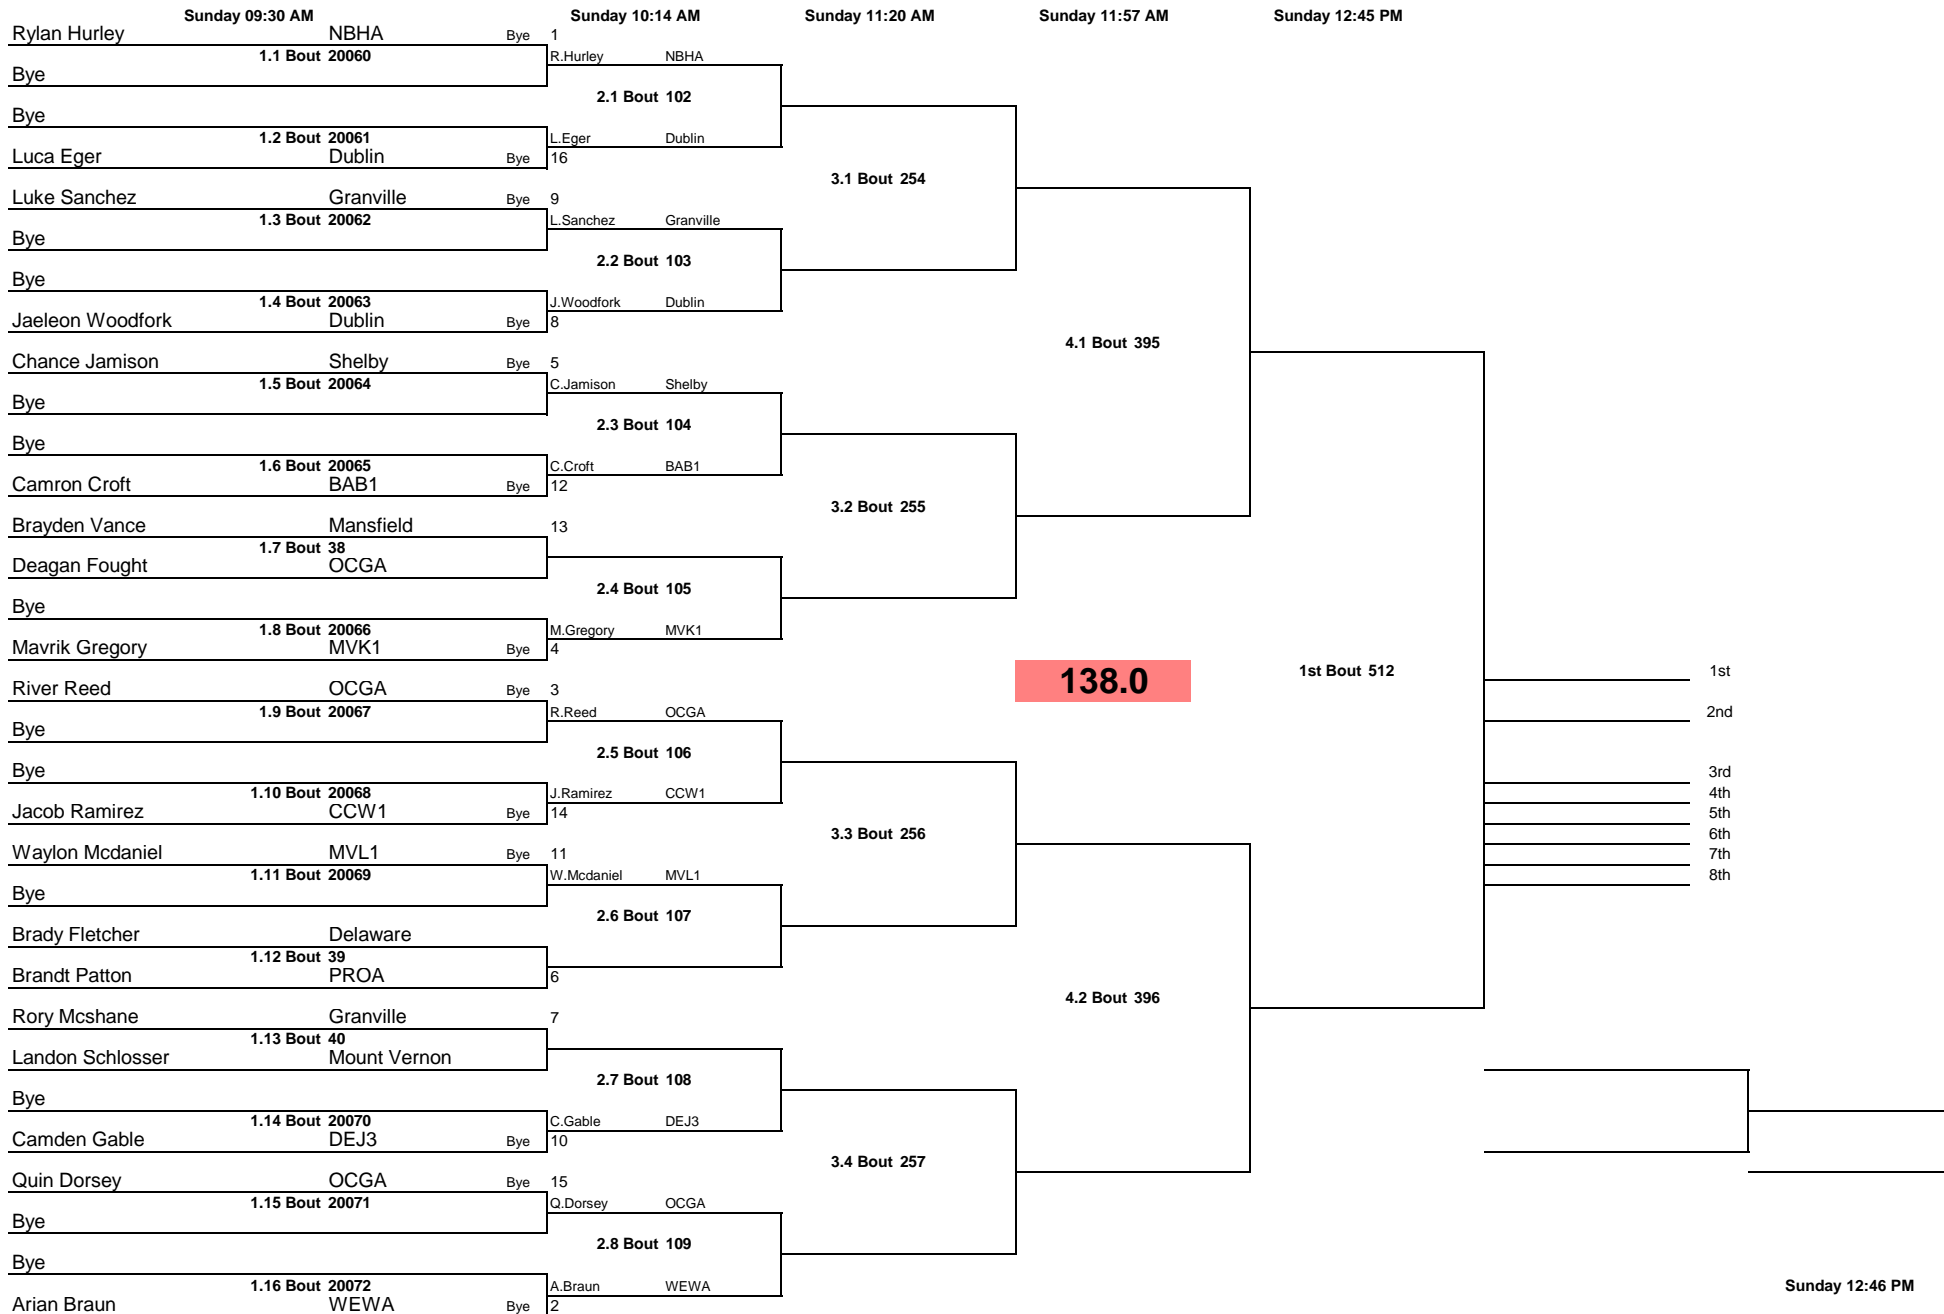 Sunday 09:30 AM Sunday 10:14 AM Sunday 11:20 AM Sunday 11:57 AM Sunday 12:45 PM
Rylan Hurley NBHA Bye 1
1.1 Bout 20060 R.Hurley NBHA
Bye
2.1 Bout 102
Bye
1.2 Bout 20061 L.Eger Dublin
Luca Eger Dublin Bye 16
3.1 Bout 254
Luke Sanchez Granville Bye 9
1.3 Bout 20062 L.Sanchez Granville
Bye
2.2 Bout 103
Bye
1.4 Bout 20063 J.Woodfork Dublin
Jaeleon Woodfork Dublin Bye 8
4.1 Bout 395
Chance Jamison Shelby Bye 5
1.5 Bout 20064 C.Jamison Shelby
Bye
2.3 Bout 104
Bye
1.6 Bout 20065 C.Croft BAB1
Camron Croft BAB1 Bye 12
3.2 Bout 255
Brayden Vance Mansfield 13
1.7 Bout 38
Deagan Fought OCGA
2.4 Bout 105
Bye
1.8 Bout 20066 M.Gregory MVK1
Mavrik Gregory MVK1 Bye 4
138.0 1st Bout 512 1st
River Reed OCGA Bye 3
1.9 Bout 20067 R.Reed OCGA 2nd
Bye
2.5 Bout 106
Bye 3rd
1.10 Bout 20068 J.Ramirez CCW1 4th
Jacob Ramirez CCW1 Bye 14 5th
3.3 Bout 256 6th
Waylon Mcdaniel MVL1 Bye 11 7th
1.11 Bout 20069 W.Mcdaniel MVL1 8th
Bye
2.6 Bout 107
Brady Fletcher Delaware
1.12 Bout 39
Brandt Patton PROA 6
4.2 Bout 396
Rory Mcshane Granville 7
1.13 Bout 40
Landon Schlosser Mount Vernon
2.7 Bout 108
Bye
1.14 Bout 20070 C.Gable DEJ3
Camden Gable DEJ3 Bye 10
3.4 Bout 257
Quin Dorsey OCGA Bye 15
1.15 Bout 20071 Q.Dorsey OCGA
Bye
2.8 Bout 109
Bye
1.16 Bout 20072 A.Braun WEWA Sunday 12:46 PM
Arian Braun WEWA Bye 2